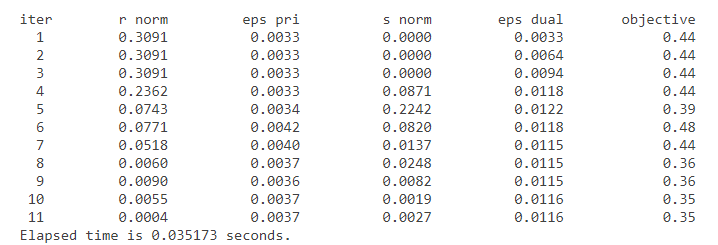 iter r norm eps pri s norm eps dual objective
1 0.3091 0.0033 0.0000 0.0033 0.44
2 0.3091 0.0033 0.0000 0.0064 0.44
3 0.3091 0.0033 0.0000 0.0094 0.44
4 0.2362 0.0033 0.0871 0.0118 0.44
5 0.0743 0.0034 0.2242 0.0122 0.39
6 0.0771 0.0042 0.0820 0.0118 0.48
7 0.0518 0.0040 0.0137 0.0115 0.44
8 0.0060 0.0037 0.0248 0.0115 0.36
9 0.0090 0.0036 0.0082 0.0115 0.36
10 0.0055 0.0037 0.0019 0.0116 0.35
11 0.0004 0.0037 0.0027 0.0116 0.35
Elapsed time is 0.035173 seconds.